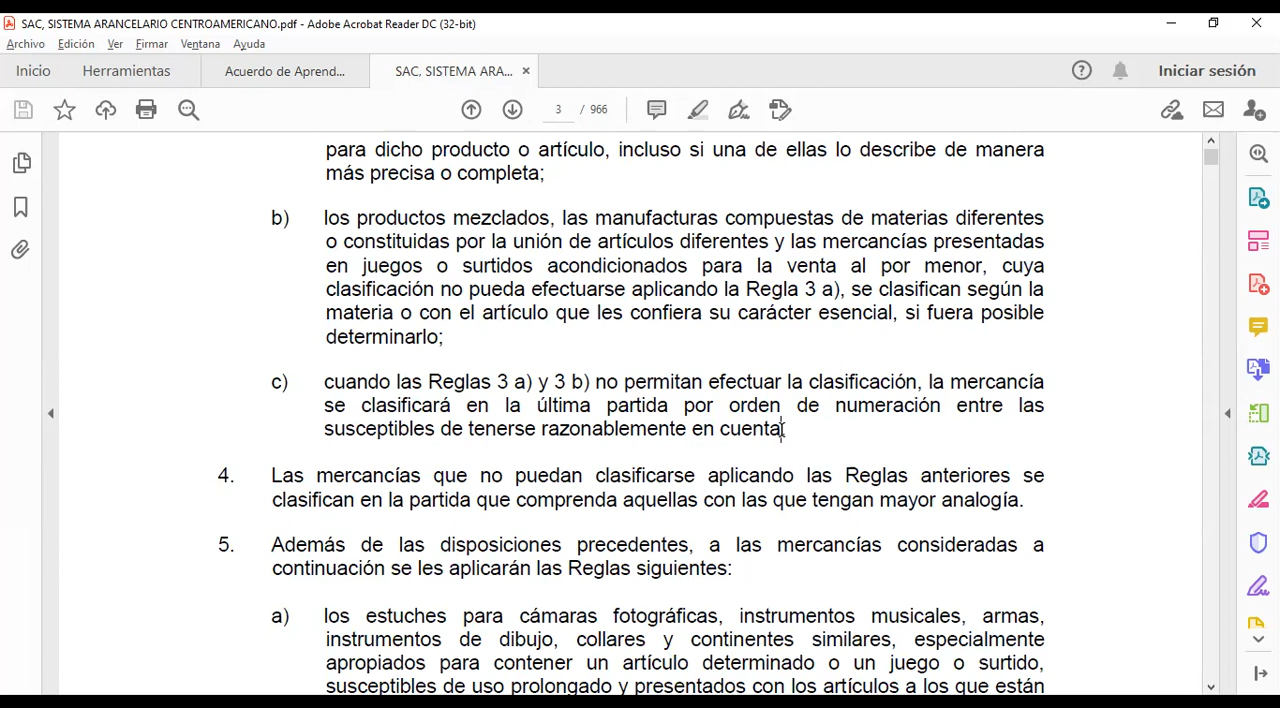 SAC, SISTEMA ARANCELARIO CENTROAMERICANO.pdf - Adobe Acrobat Reader DC (32-bit)
Archivo Edición Ver Firmar Ventana Ayuda
Inicio Herramientas Acuerdo de Aprend... SAC, SISTEMA ARA... × Iniciar sesión
3 / 966
para dicho producto o artículo, incluso si una de ellas lo describe de manera
más precisa o completa;
b) los productos mezclados, las manufacturas compuestas de materias diferentes
o constituidas por la unión de artículos diferentes y las mercancías presentadas
en juegos o surtidos acondicionados para la venta al por menor, cuya
clasificación no pueda efectuarse aplicando la Regla 3 a), se clasifican según la
materia o con el artículo que les confiera su carácter esencial, si fuera posible
determinarlo;
c) cuando las Reglas 3 a) y 3 b) no permitan efectuar la clasificación, la mercancía
se clasificará en la última partida por orden de numeración entre las
susceptibles de tenerse razonablemente en cuenta.
4. Las mercancías que no puedan clasificarse aplicando las Reglas anteriores se
clasifican en la partida que comprenda aquellas con las que tengan mayor analogía.
5. Además de las disposiciones precedentes, a las mercancías consideradas a
continuación se les aplicarán las Reglas siguientes:
a) los estuches para cámaras fotográficas, instrumentos musicales, armas,
instrumentos de dibujo, collares y continentes similares, especialmente
apropiados para contener un artículo determinado o un juego o surtido,
susceptibles de uso prolongado y presentados con los artículos a los que están